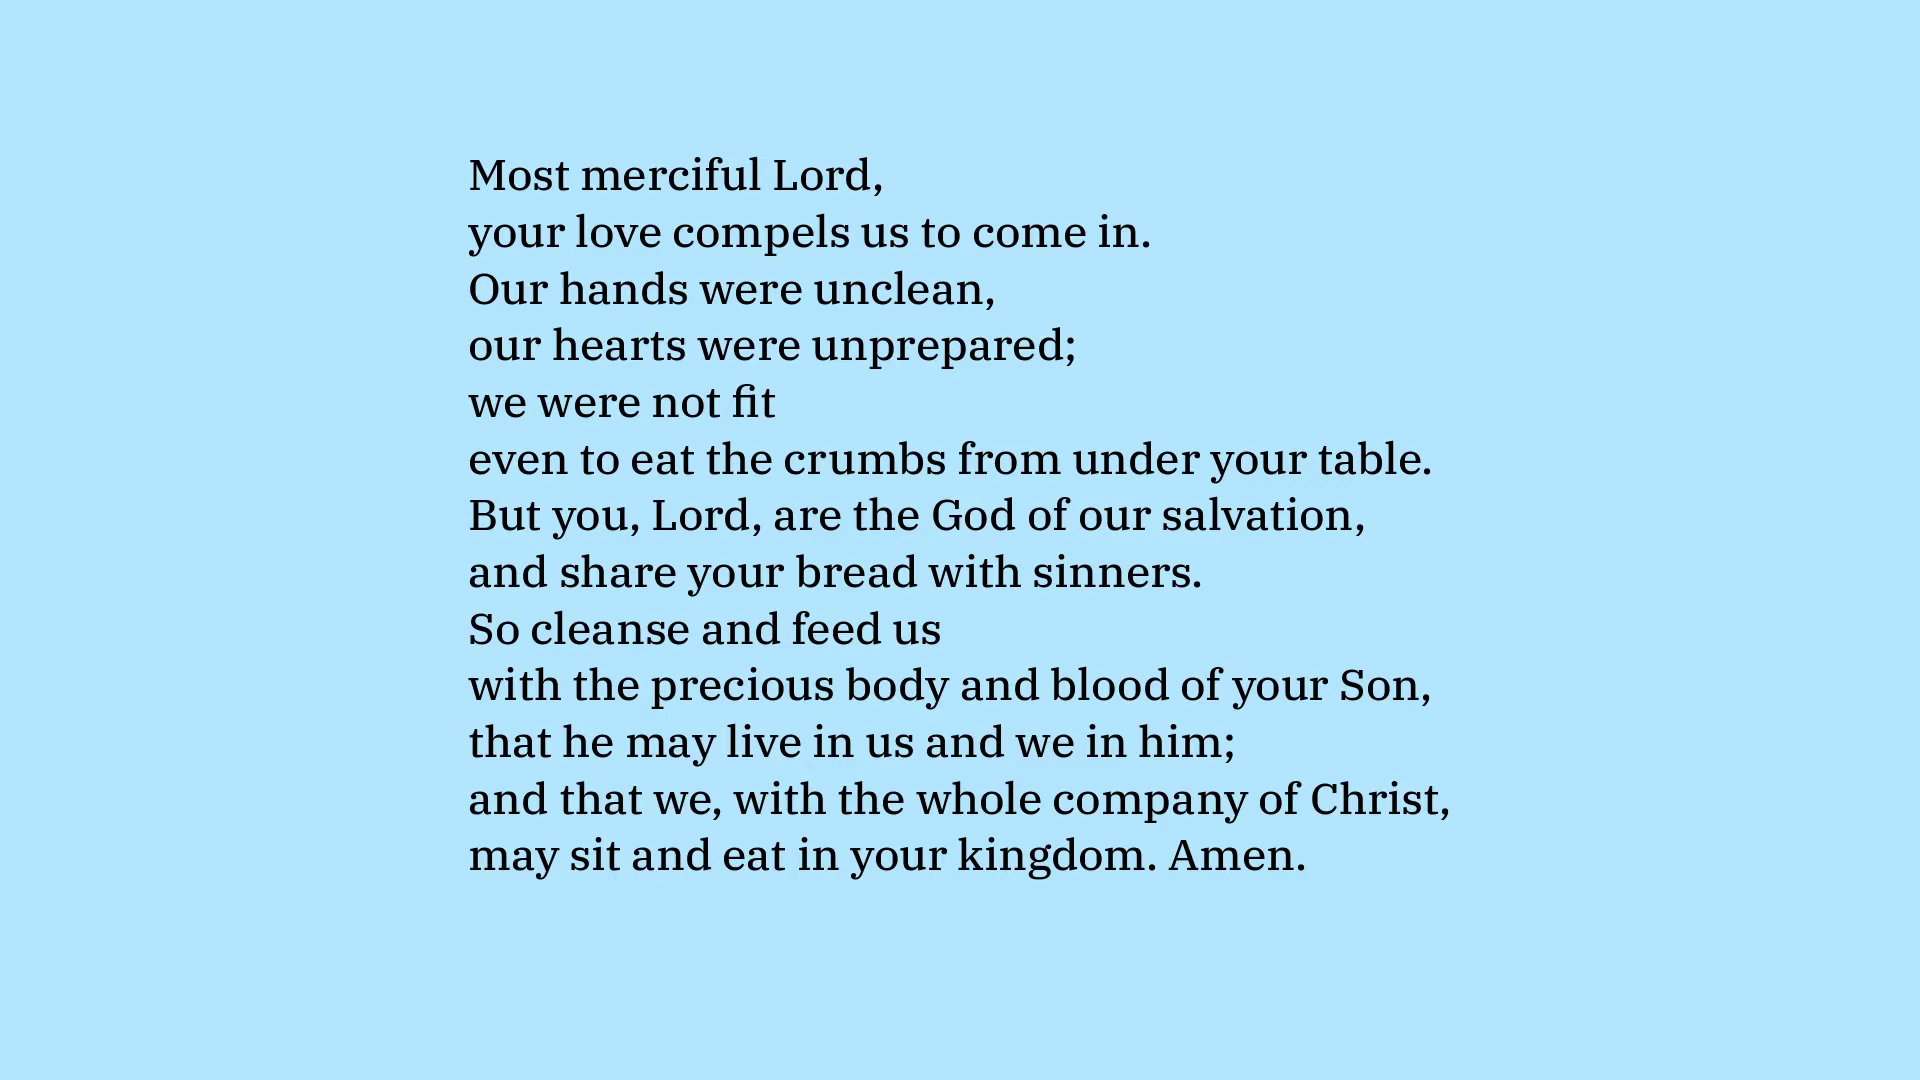 Most merciful Lord,
your love compels us to come in.
Our hands were unclean,
our hearts were unprepared;
we were not fit
even to eat the crumbs from under your table.
But you, Lord, are the God of our salvation,
and share your bread with sinners.
So cleanse and feed us
with the precious body and blood of your Son,
that he may live in us and we in him;
and that we, with the whole company of Christ,
may sit and eat in your kingdom. Amen.